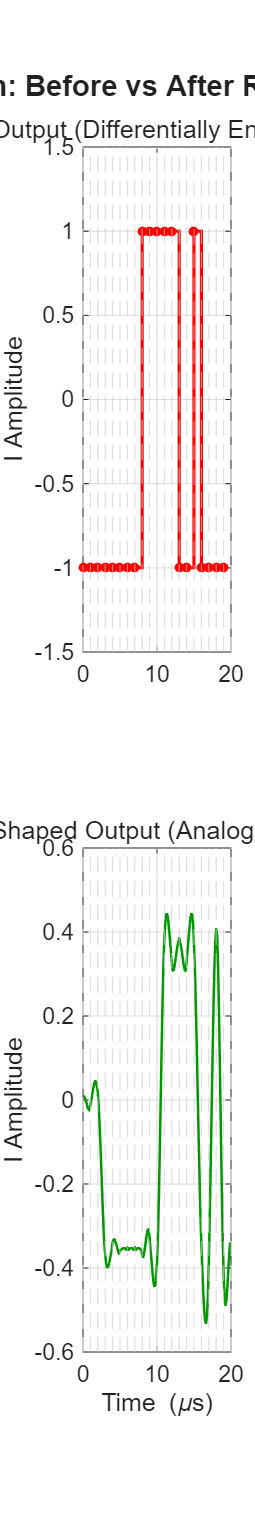 n: Before vs After R
Output (Differentially En
1.5
1
0.5
0
-0.5
-1
-1.5
I Amplitude
0 10 20
Shaped Output (Analog
0.6
0.4
0.2
0
-0.2
-0.4
-0.6
I Amplitude
0 10 20
Time (μs)